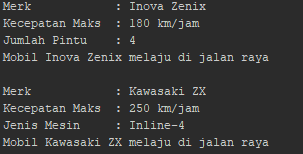 Merk            : Inova Zenix
Kecepatan Maks  : 180 km/jam
Jumlah Pintu    : 4
Mobil Inova Zenix melaju di jalan raya

Merk            : Kawasaki ZX
Kecepatan Maks  : 250 km/jam
Jenis Mesin     : Inline-4
Mobil Kawasaki ZX melaju di jalan raya